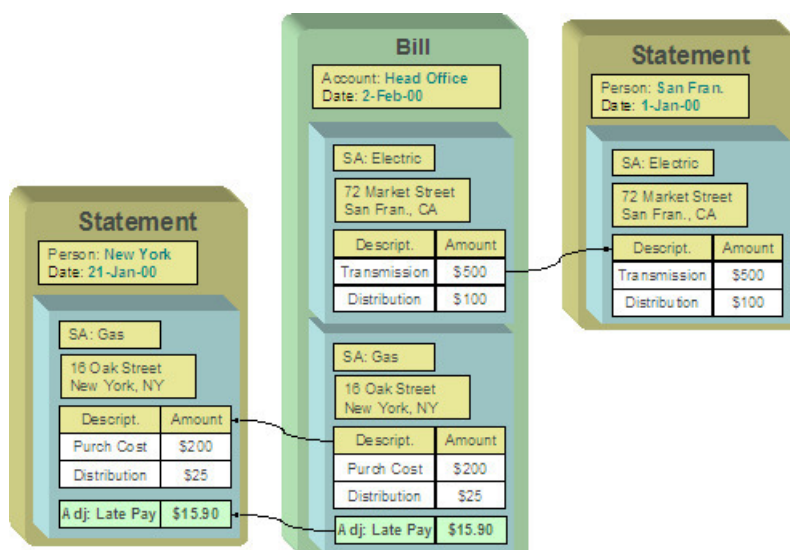 Statement
Person: New York
Date: 21-Jan-00
SA: Gas
16 Oak Street
New York, NY
Descript. Amount
Purch Cost $200
Distribution $25
Adj: Late Pay $15.90
Bill
Account: Head Office
Date: 2-Feb-00
SA: Electric
72 Market Street
San Fran., CA
Descript. Amount
Transmission $500
Distribution $100
SA: Gas
16 Oak Street
New York, NY
Descript. Amount
Purch Cost $200
Distribution $25
Adj: Late Pay $15.90
Statement
Person: San Fran.
Date: 1-Jan-00
SA: Electric
72 Market Street
San Fran., CA
Descript. Amount
Transmission $500
Distribution $100